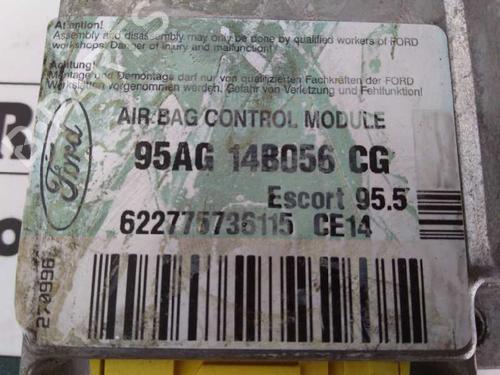 Attention!
Assembly and disassembly may only be done by qualified workers of FORD
workshops. Danger of injury and malfunction!
Achtung!
Montage und Demontage darf nur von qualifizierten Fachkräften der FORD
Werkstätten vorgenommen werden. Gefahr von Verletzung und Fehlfunktion!
Ford
AIR BAG CONTROL MODULE
95AG 14B056 CG
Escort 95.5
622775736115 CE14
270996